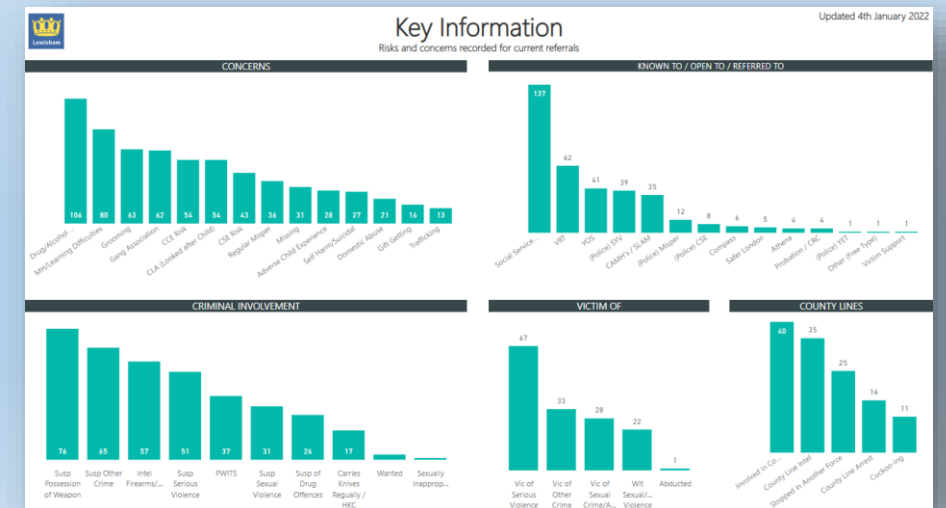 Lewisham
Key Information
Updated 4th January 2022
Risks and concerns recorded for current referrals
CONCERNS
106 80 63 62 54 54 43 36 31 28 27 21 16 13
Drug/Alcohol ...
MH/Learning Difficulties
Grooming
Gang Association
CCE Risk
CLA (Looked after Child)
CSE Risk
Regular Misper
Missing
Adverse Child Experience
Self Harm/Suicidal
Domestic Abuse
Gift Getting
Trafficking
KNOWN TO / OPEN TO / REFERRED TO
137 62 41 39 35 12 8 6 5 4 4 1 1 1
Social Service...
VRT
YOS
(Police) SYV
CAMH's / SLAM
(Police) Misper
(Police) CSE
Compass
Safer London
Athena
Probation / CRC
(Police) YET
Other (Free Type)
Victim Support
CRIMINAL INVOLVEMENT
76 65 57 51 37 31 26 17
Susp
Possession
of Weapon
Susp Other
Crime
Intel
Firearms/...
Susp
Serious
Violence
PWITS
Susp
Sexual
Violence
Susp of
Drug
Offences
Carries
Knives
Regually /
HKC
Wanted
Sexually
Inapprop...
VICTIM OF
67 33 28 22 1
Vic of
Serious
Violence
Vic of
Other
Crime
Vic of
Sexual
Crime/A...
Wit
Sexual/...
Violence
Abducted
COUNTY LINES
40 35 25 16 11
Involved in Co...
County Line Intel
Stopped in Another Force
County Line Arrest
Cuckoo-ing